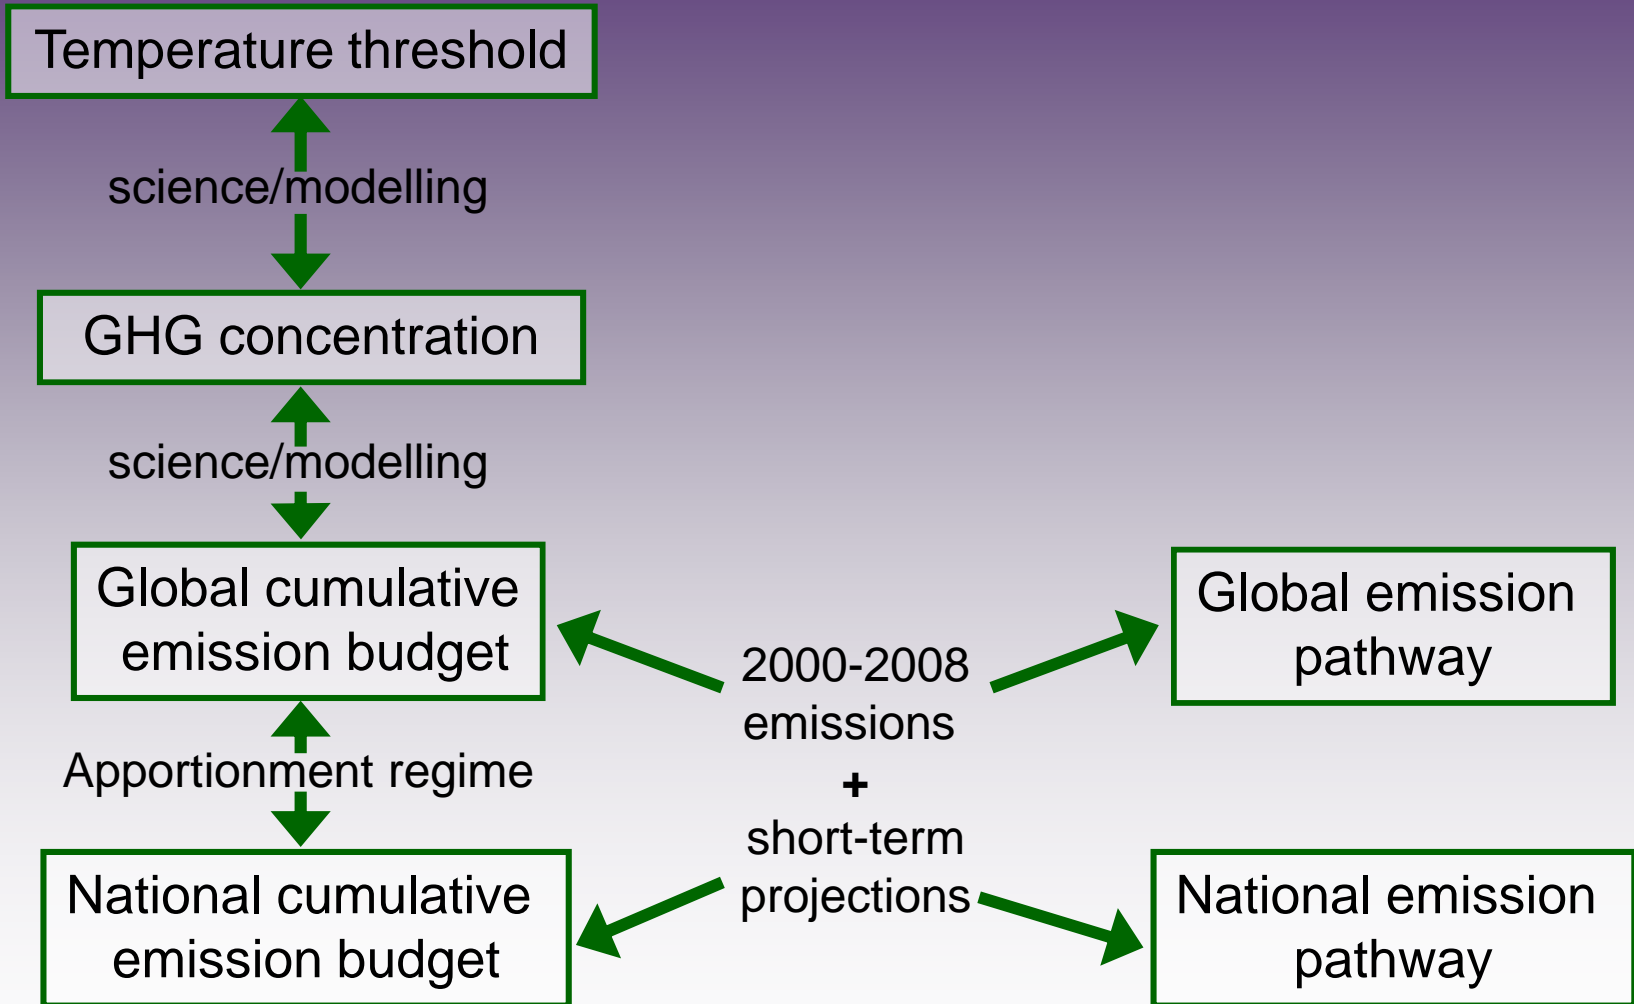 Temperature threshold
science/modelling
GHG concentration
science/modelling
Global cumulative
emission budget
Apportionment regime
National cumulative
emission budget
2000-2008
emissions
+
short-term
projections
Global emission
pathway
National emission
pathway